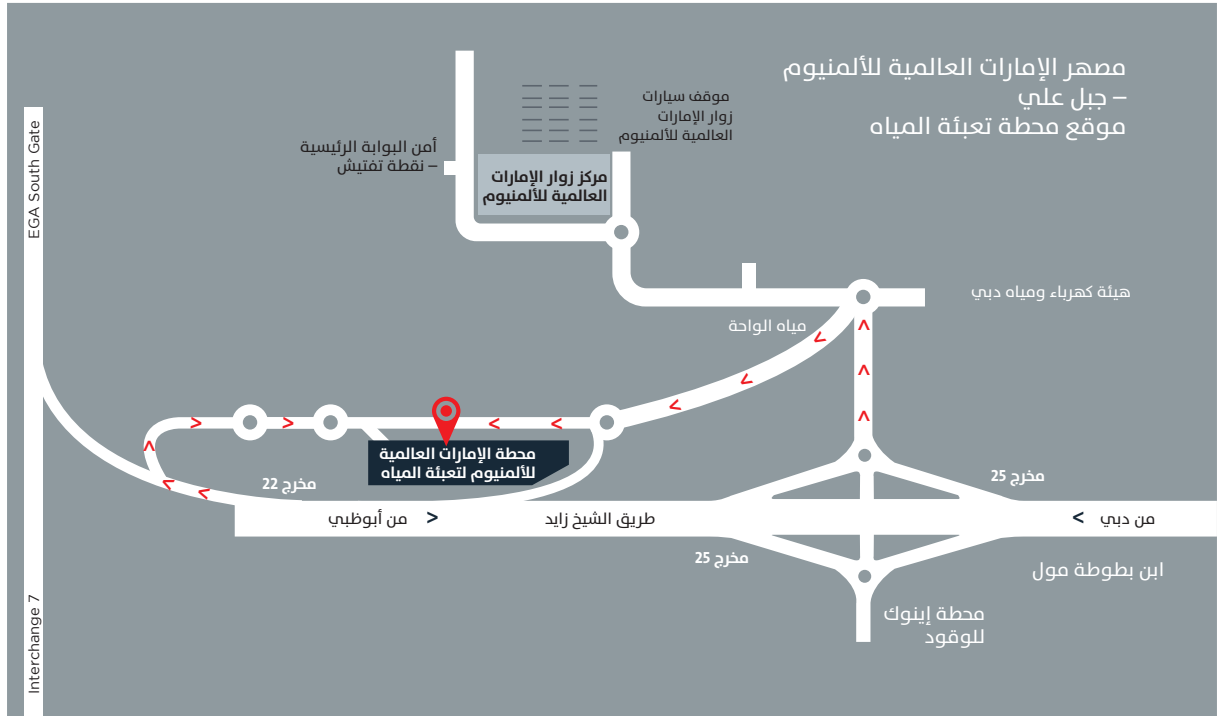 مصهر الإمارات العالمية للألمنيوم
– جبل علي
موقع محطة تعبئة المياه
موقف سيارات
زوار الإمارات
العالمية للألمنيوم
أمن البوابة الرئيسية
– نقطة تفتيش
مركز زوار الإمارات
العالمية للألمنيوم
EGA South Gate
هيئة كهرباء ومياه دبي
مياه الواحة
محطة الإمارات العالمية
للألمنيوم لتعبئة المياه
مخرج 25
مخرج 22
من دبي >
طريق الشيخ زايد
> من أبوظبي
مخرج 25
ابن بطوطة مول
محطة إينوك
للوقود
Interchange 7